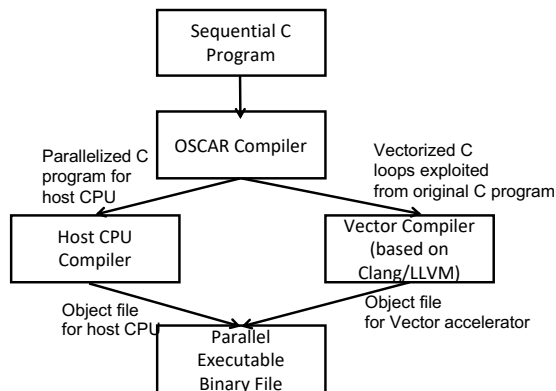 Sequential C
Program
OSCAR Compiler
Parallelized C
program for
host CPU
Vectorized C
loops exploited
from original C program
Host CPU
Compiler
Vector Compiler
(based on
Clang/LLVM)
Object file
for host CPU
Object file
for Vector accelerator
Parallel
Executable
Binary File